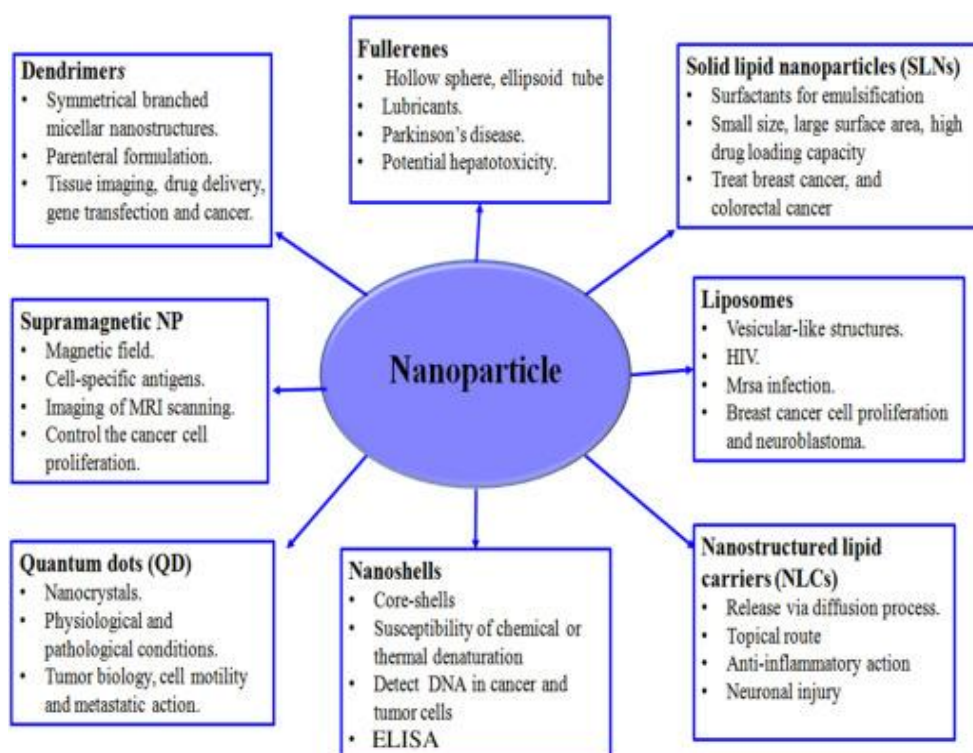 Dendrimers
• Symmetrical branched
micellar nanostructures.
• Parenteral formulation.
• Tissue imaging, drug delivery,
gene transfection and cancer.
Fullerenes
• Hollow sphere, ellipsoid tube
• Lubricants.
• Parkinson's disease.
• Potential hepatotoxicity.
Solid lipid nanoparticles (SLNs)
• Surfactants for emulsification
• Small size, large surface area, high
drug loading capacity
• Treat breast cancer, and
colorectal cancer
Supramagnetic NP
• Magnetic field.
• Cell-specific antigens.
• Imaging of MRI scanning.
• Control the cancer cell
proliferation.
Nanoparticle
Liposomes
• Vesicular-like structures.
• HIV.
• Mrsa infection.
• Breast cancer cell proliferation
and neuroblastoma.
Quantum dots (QD)
• Nanocrystals.
• Physiological and
pathological conditions.
• Tumor biology, cell motility
and metastatic action.
Nanoshells
• Core-shells
• Susceptibility of chemical or
thermal denaturation
• Detect DNA in cancer and
tumor cells
• ELISA
Nanostructured lipid
carriers (NLCs)
• Release via diffusion process.
• Topical route
• Anti-inflammatory action
• Neuronal injury